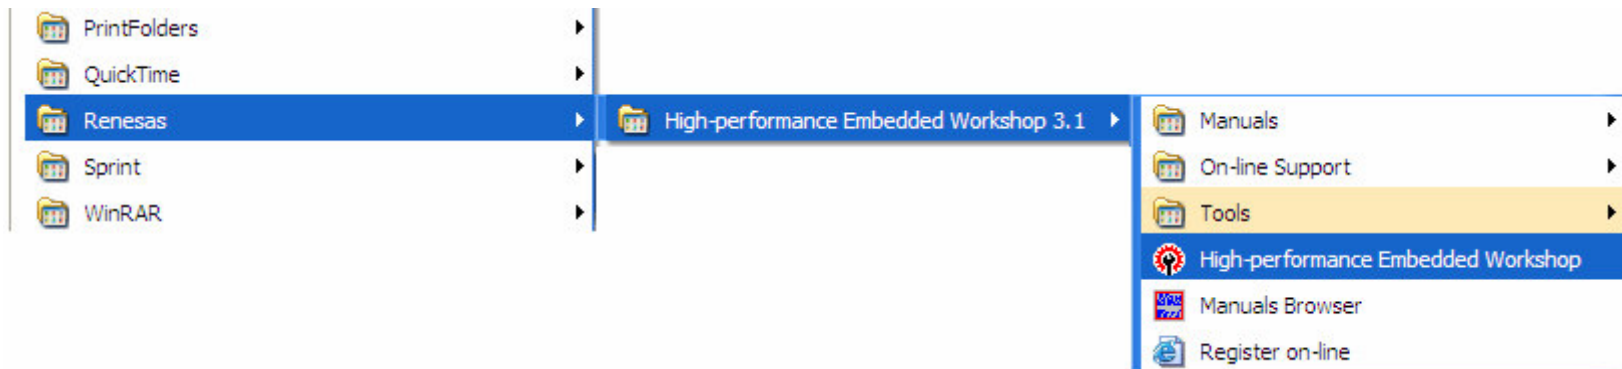 PrintFolders
QuickTime
Renesas
Sprint
WinRAR
High-performance Embedded Workshop 3.1
Manuals
On-line Support
Tools
High-performance Embedded Workshop
Manuals Browser
Register on-line